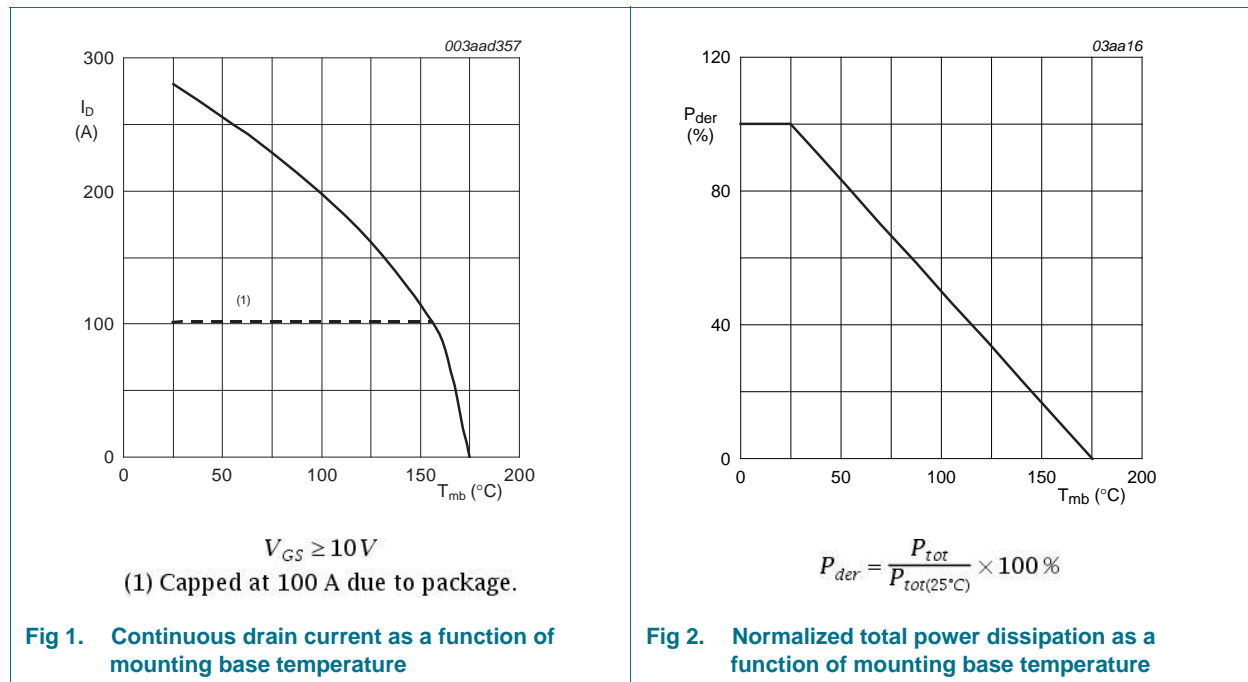 003aad357
300
I_D
(A)
200
(1)
100
0
0
50
100
150
200
T_mb (°C)
V_GS ≥ 10 V
(1) Capped at 100 A due to package.
Fig 1. Continuous drain current as a function of
mounting base temperature
03aa16
120
P_der
(%)
80
40
0
0
50
100
150
200
T_mb (°C)
P_der = P_tot / P_tot(25°C) × 100 %
Fig 2. Normalized total power dissipation as a
function of mounting base temperature